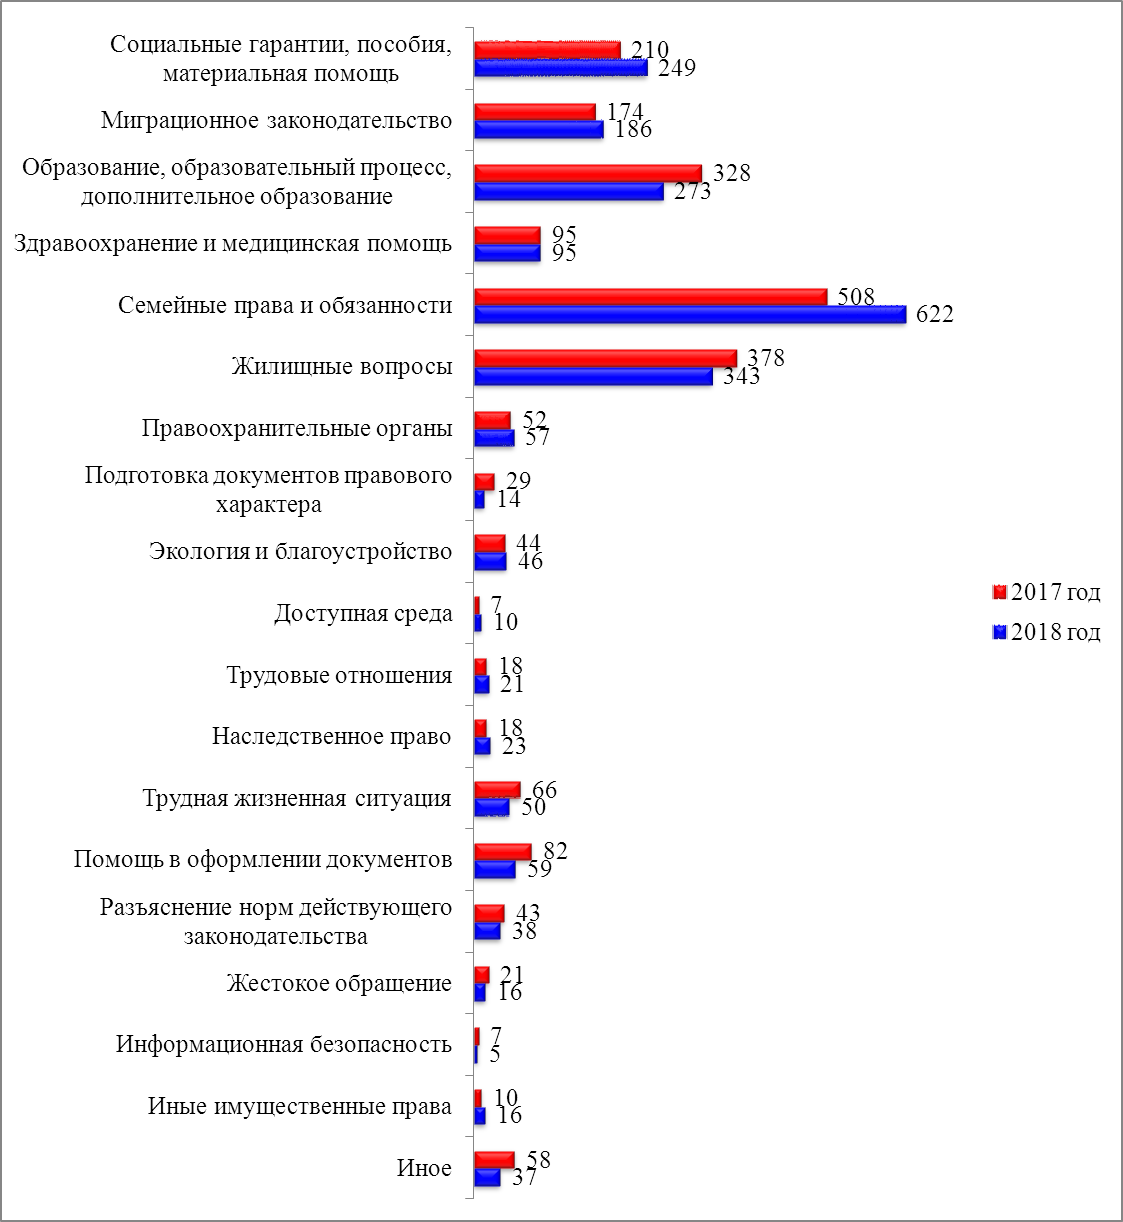 Социальные гарантии, пособия,
материальная помощь
210
249
Миграционное законодательство
174
186
Образование, образовательный процесс,
дополнительное образование
328
273
Здравоохранение и медицинская помощь
95
95
Семейные права и обязанности
508
622
Жилищные вопросы
378
343
Правоохранительные органы
52
57
Подготовка документов правового
характера
29
14
Экология и благоустройство
44
46
Доступная среда
7
10
Трудовые отношения
18
21
Наследственное право
18
23
Трудная жизненная ситуация
66
50
Помощь в оформлении документов
82
59
Разъяснение норм действующего
законодательства
43
38
Жестокое обращение
21
16
Информационная безопасность
7
5
Иные имущественные права
10
16
Иное
58
37
2017 год
2018 год